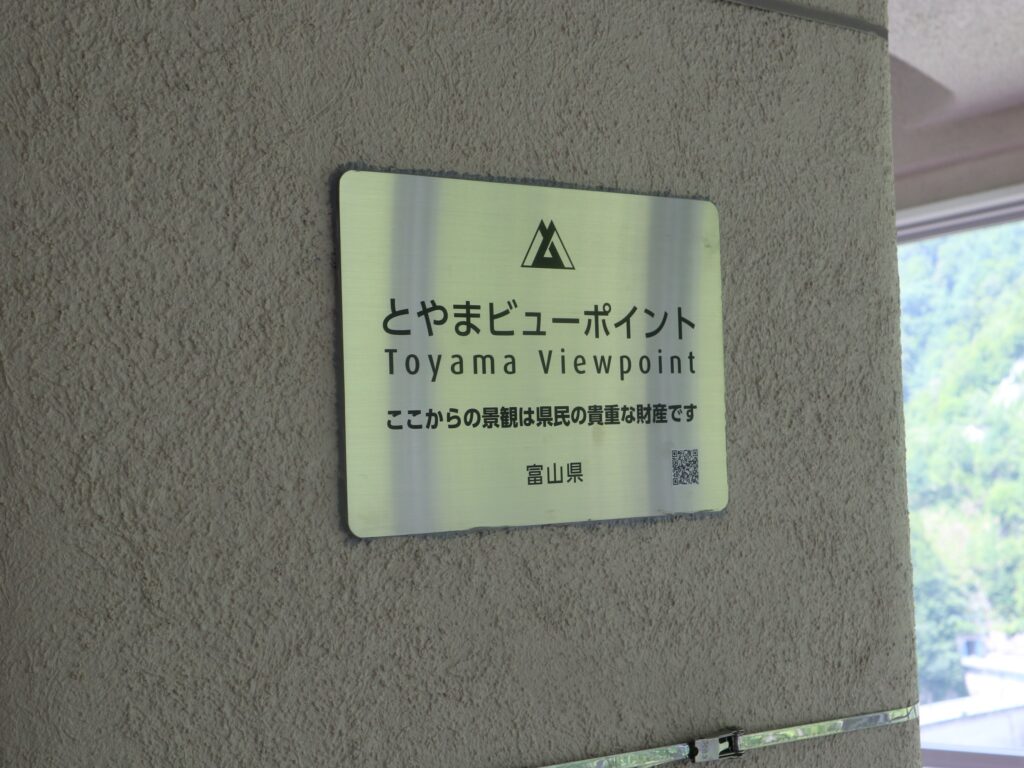 とやまビューポイント
Toyama Viewpoint
ここからの景観は県民の貴重な財産です
富山県